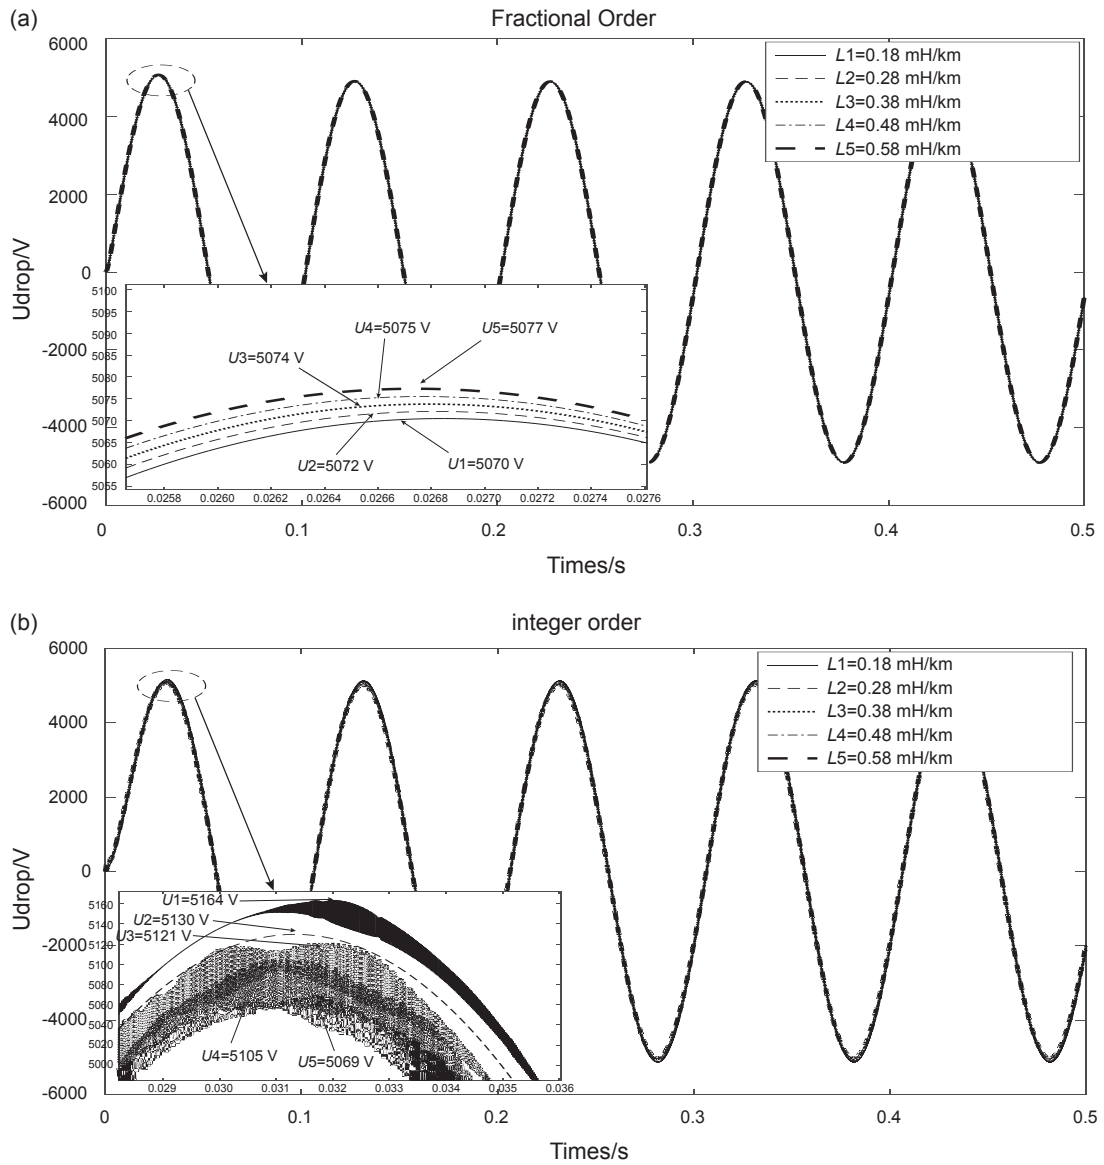 (a)
Fractional Order
6000
4000
2000
0
-2000
-4000
-6000
Udrop/V
L1=0.18 mH/km
L2=0.28 mH/km
L3=0.38 mH/km
L4=0.48 mH/km
L5=0.58 mH/km
5100
5095
5090
5085
5080
5075
5070
5065
5060
5055
U4=5075 V
U5=5077 V
U3=5074 V
U2=5072 V
U1=5070 V
0.0258 0.0260 0.0262 0.0264 0.0266 0.0268 0.0270 0.0272 0.0274 0.0276
0 0.1 0.2 0.3 0.4 0.5
Times/s
(b)
integer order
6000
4000
2000
0
-2000
-4000
-6000
Udrop/V
L1=0.18 mH/km
L2=0.28 mH/km
L3=0.38 mH/km
L4=0.48 mH/km
L5=0.58 mH/km
5160
5140
5120
5100
5060
5040
5020
5000
U1=5164 V
U2=5130 V
U3=5121 V
U4=5105 V
U5=5069 V
0.029 0.030 0.031 0.032 0.033 0.034 0.035 0.036
0 0.1 0.2 0.3 0.4 0.5
Times/s